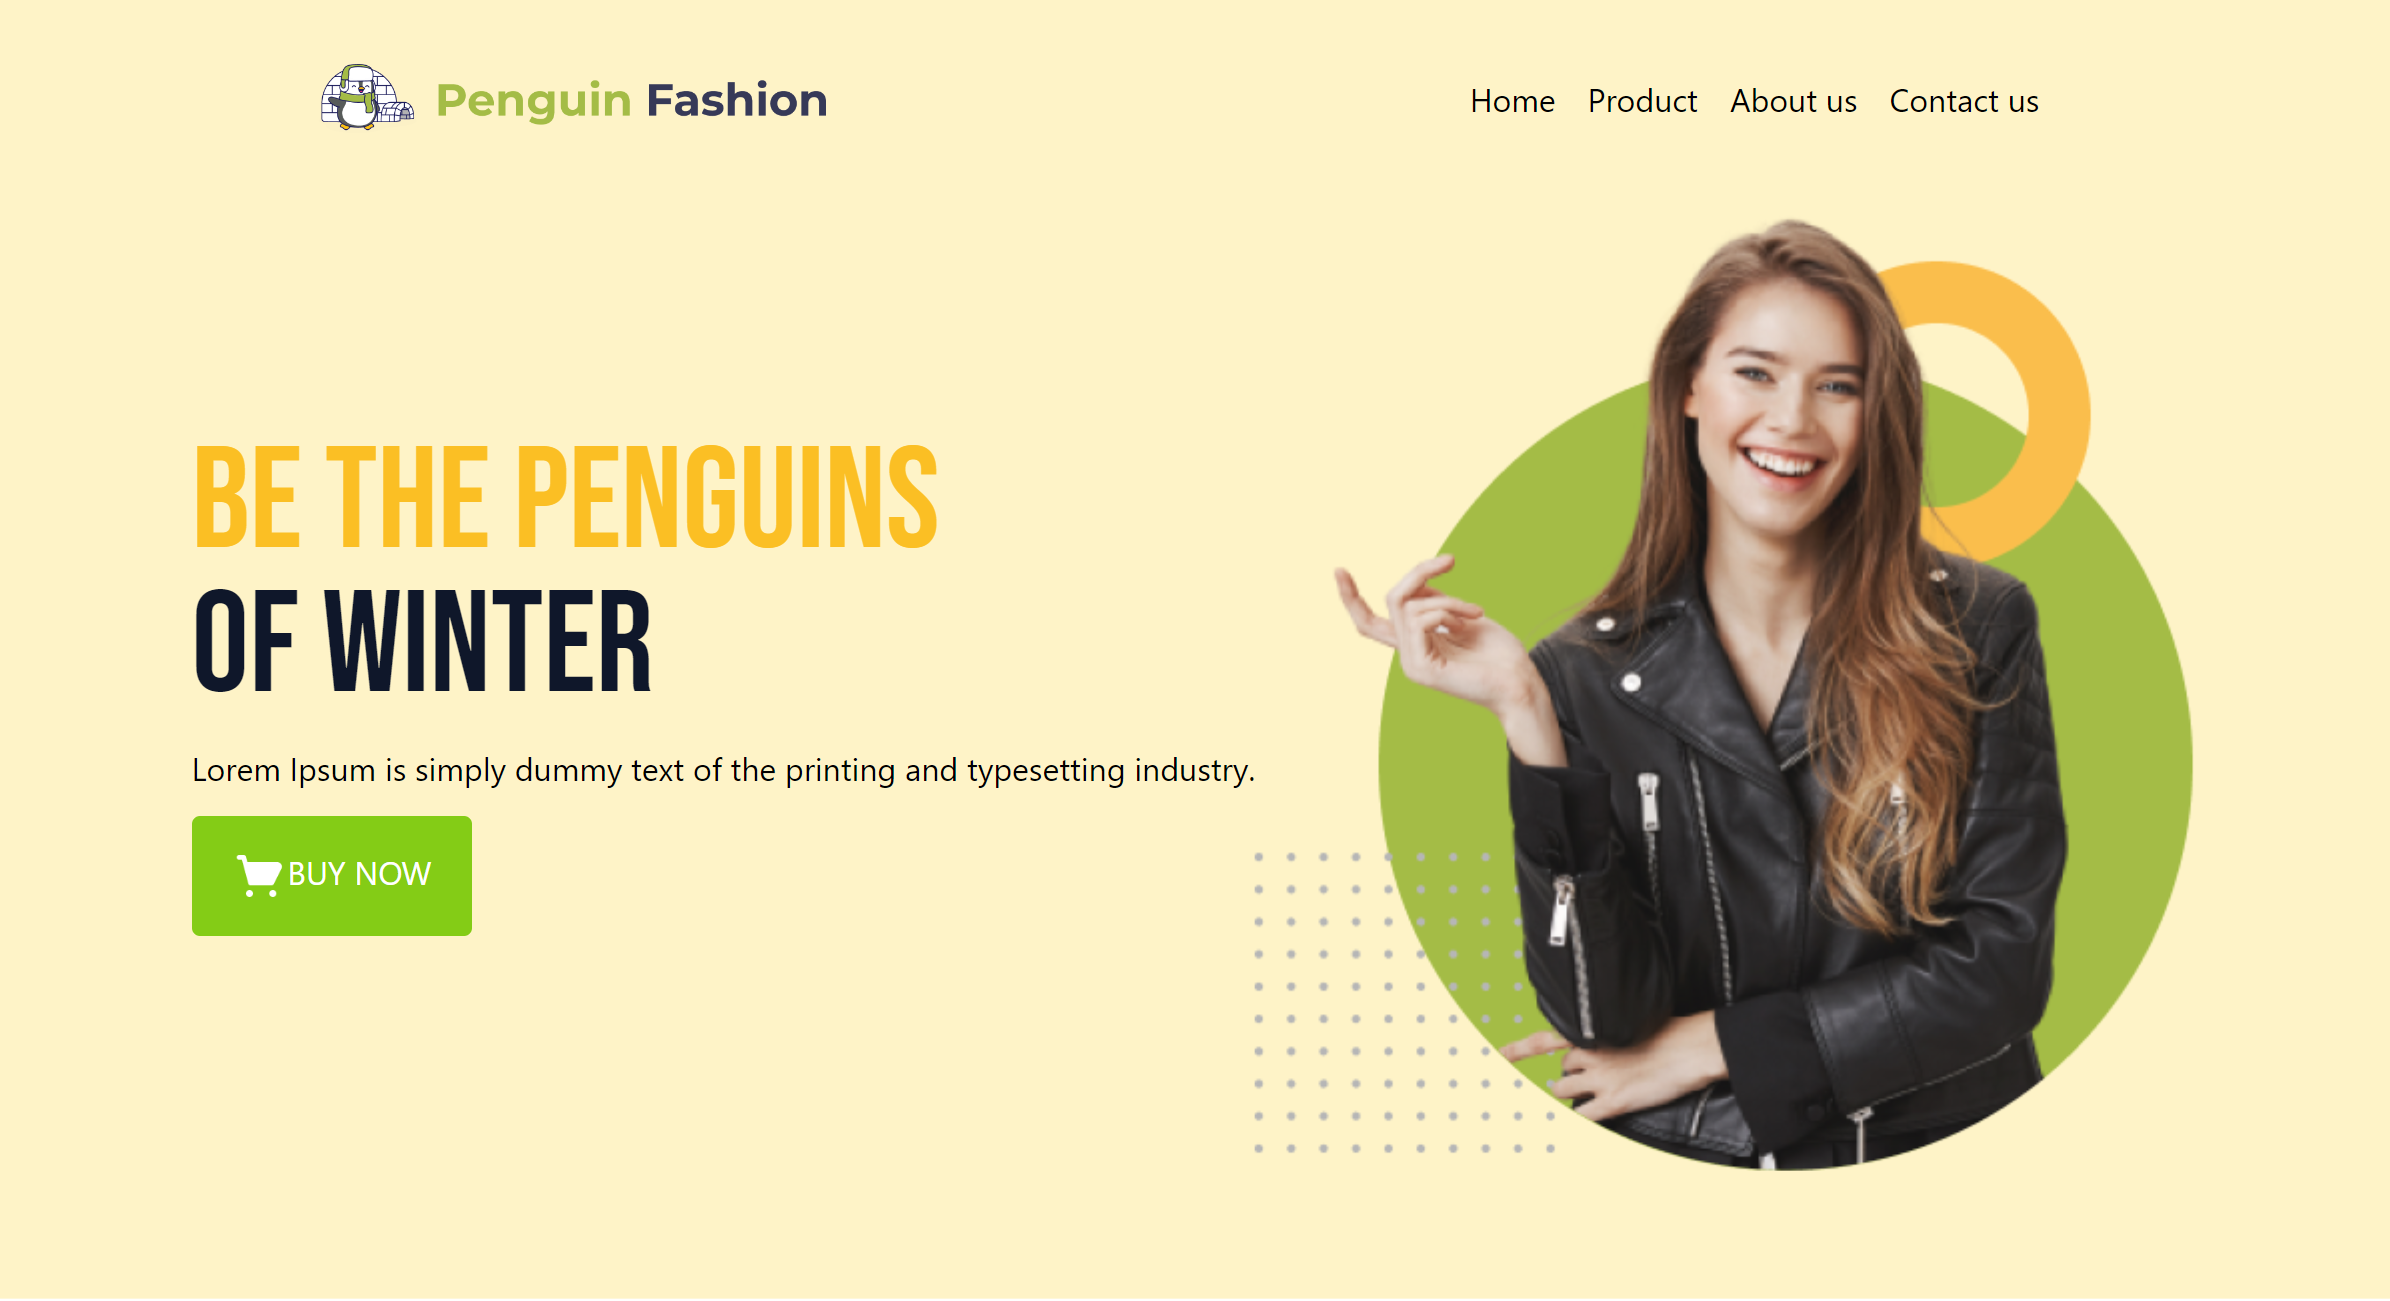 Penguin Fashion
Home Product About us Contact us
BE THE PENGUINS
OF WINTER
Lorem Ipsum is simply dummy text of the printing and typesetting industry.
BUY NOW